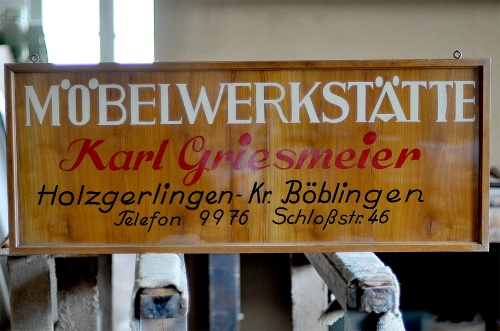 MÖBELWERKSTÄTTE
Karl Griesmeier
Holzgerlingen - Kr. Böblingen
Telefon 9976 Schloßstr. 46